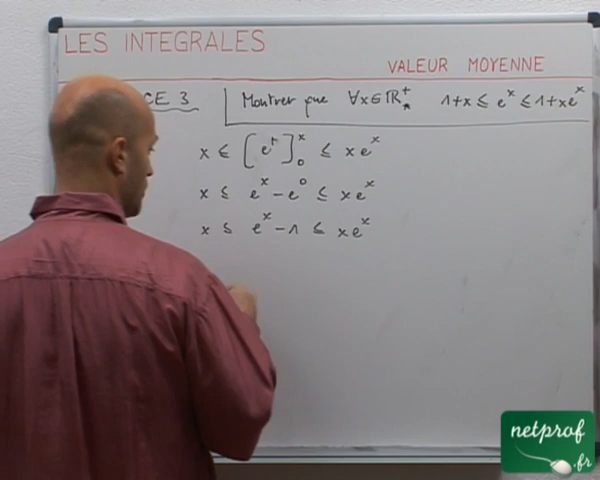 LES INTEGRALES
VALEUR MOYENNE
CE 3 Montrer que ∀x∈ℝ₊* 1+x ≤ eˣ ≤ 1+xeˣ
x ≤ [eᵗ]₀ˣ ≤ xeˣ
x ≤ eˣ - e⁰ ≤ xeˣ
x ≤ eˣ - 1 ≤ xeˣ
netprof
.fr